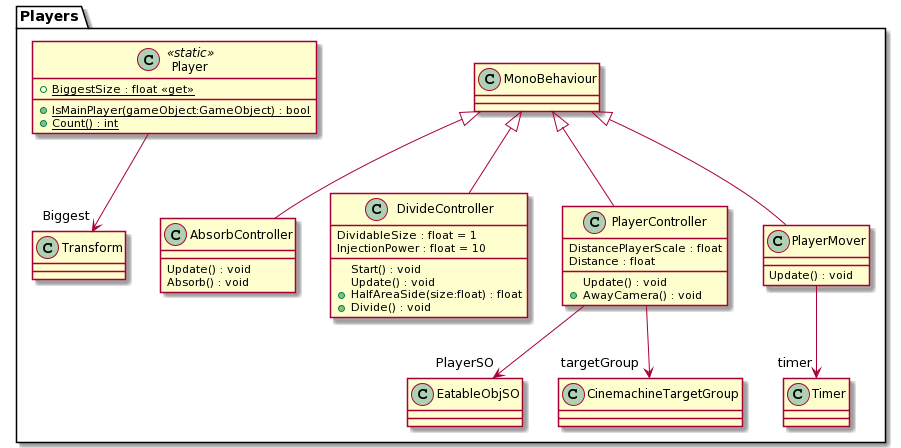 Players
«static»
C Player
BiggestSize : float «get»
IsMainPlayer(gameObject:GameObject) : bool
Count() : int
C MonoBehaviour
Biggest
C Transform
C AbsorbController
Update() : void
Absorb() : void
C DivideController
DividableSize : float = 1
InjectionPower : float = 10
Start() : void
Update() : void
HalfAreaSide(size:float) : float
Divide() : void
C PlayerController
DistancePlayerScale : float
Distance : float
Update() : void
AwayCamera() : void
C PlayerMover
Update() : void
PlayerSO
targetGroup
timer
C EatableObjSO
C CinemachineTargetGroup
C Timer